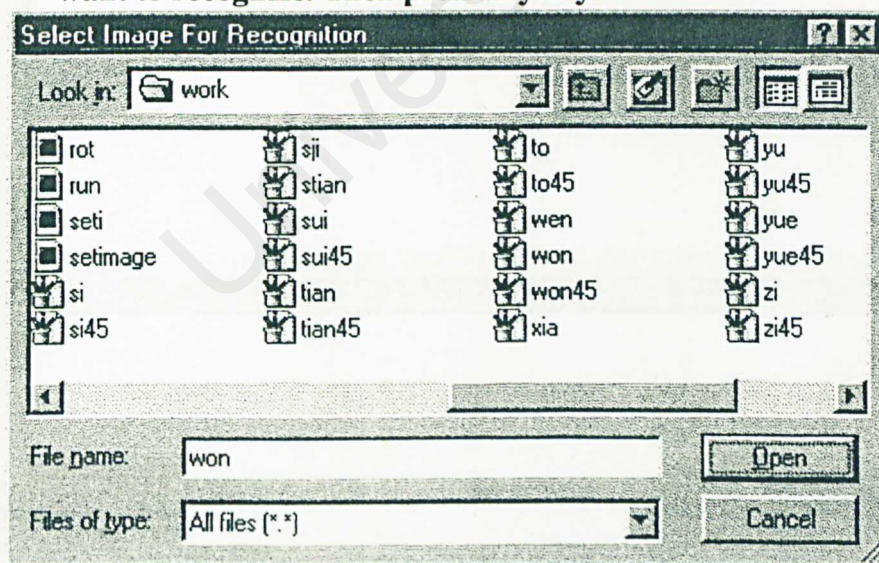 Select Image For Recognition
Look in: work
rot sji to yu
run stian to45 yu45
seti sui wen yue
setimage sui45 won yue45
si tian won45 zi
si45 tian45 xia zi45
File name: won Open
Files of type: All files (*.*) Cancel